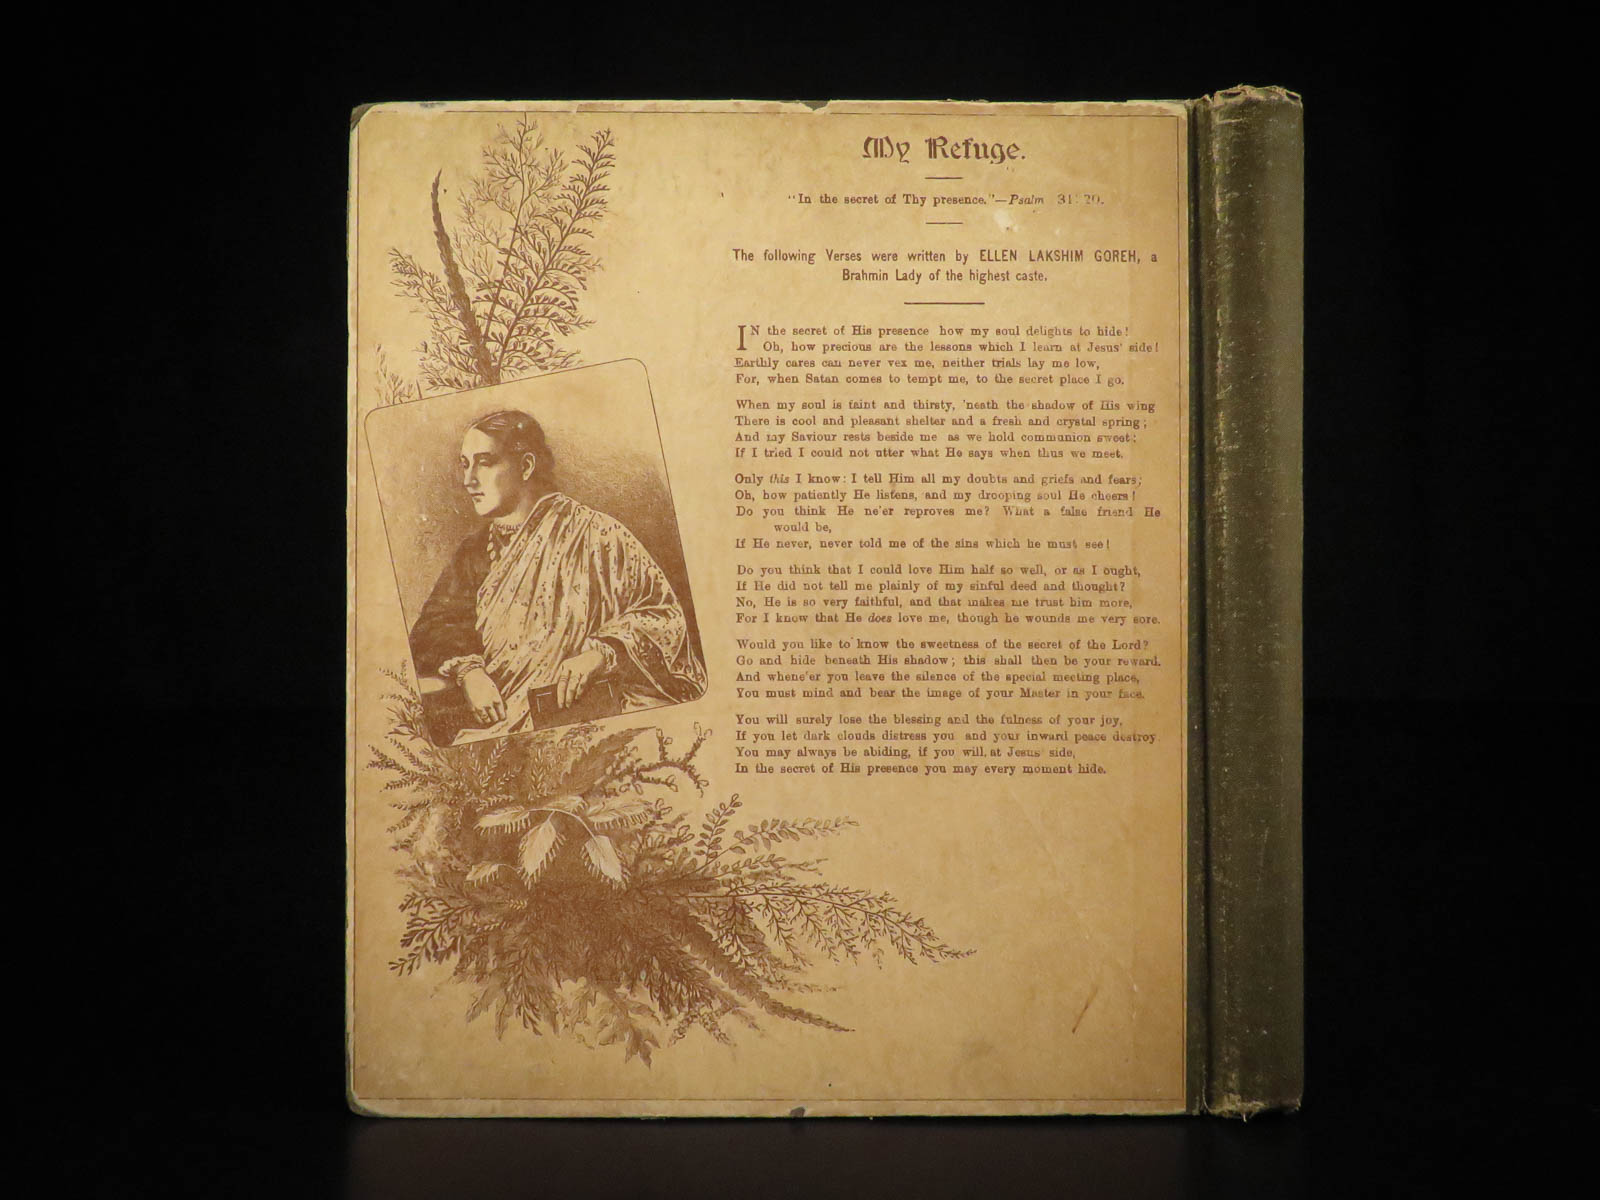 My Refuge.
"In the secret of Thy presence."—Psalm 31: 20.
The following Verses were written by ELLEN LAKSHIM GOREH, a
Brahmin Lady of the highest caste.
IN the secret of His presence how my soul delights to hide!
Oh, how precious are the lessons which I learn at Jesus' side!
Earthly cares can never vex me, neither trials lay me low,
For, when Satan comes to tempt me, to the secret place I go.
When my soul is faint and thirsty, 'neath the shadow of His wing
There is cool and pleasant shelter and a fresh and crystal spring;
And my Saviour rests beside me as we hold communion sweet:
If I tried I could not utter what He says when thus we meet.
Only this I know: I tell Him all my doubts and griefs and fears;
Oh, how patiently He listens, and my drooping soul He cheers!
Do you think He ne'er reproves me? What a false friend He
would be,
If He never, never told me of the sins which he must see!
Do you think that I could love Him half so well, or as I ought,
If He did not tell me plainly of my sinful deed and thought?
No, He is so very faithful, and that makes me trust him more,
For I know that He does love me, though he wounds me very sore.
Would you like to know the sweetness of the secret of the Lord?
Go and hide beneath His shadow; this shall then be your reward.
And whene'er you leave the silence of the special meeting place,
You must mind and bear the image of your Master in your face.
You will surely lose the blessing and the fulness of your joy,
If you let dark clouds distress you and your inward peace destroy.
You may always be abiding, if you will, at Jesus' side,
In the secret of His presence you may every moment hide.